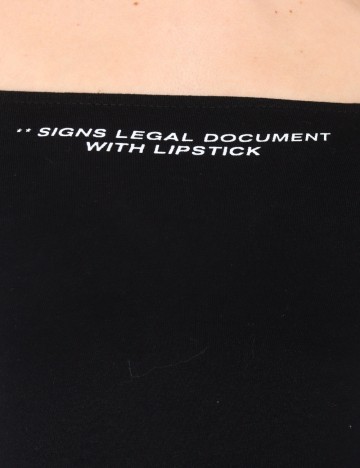 ** SIGNS LEGAL DOCUMENT
WITH LIPSTICK